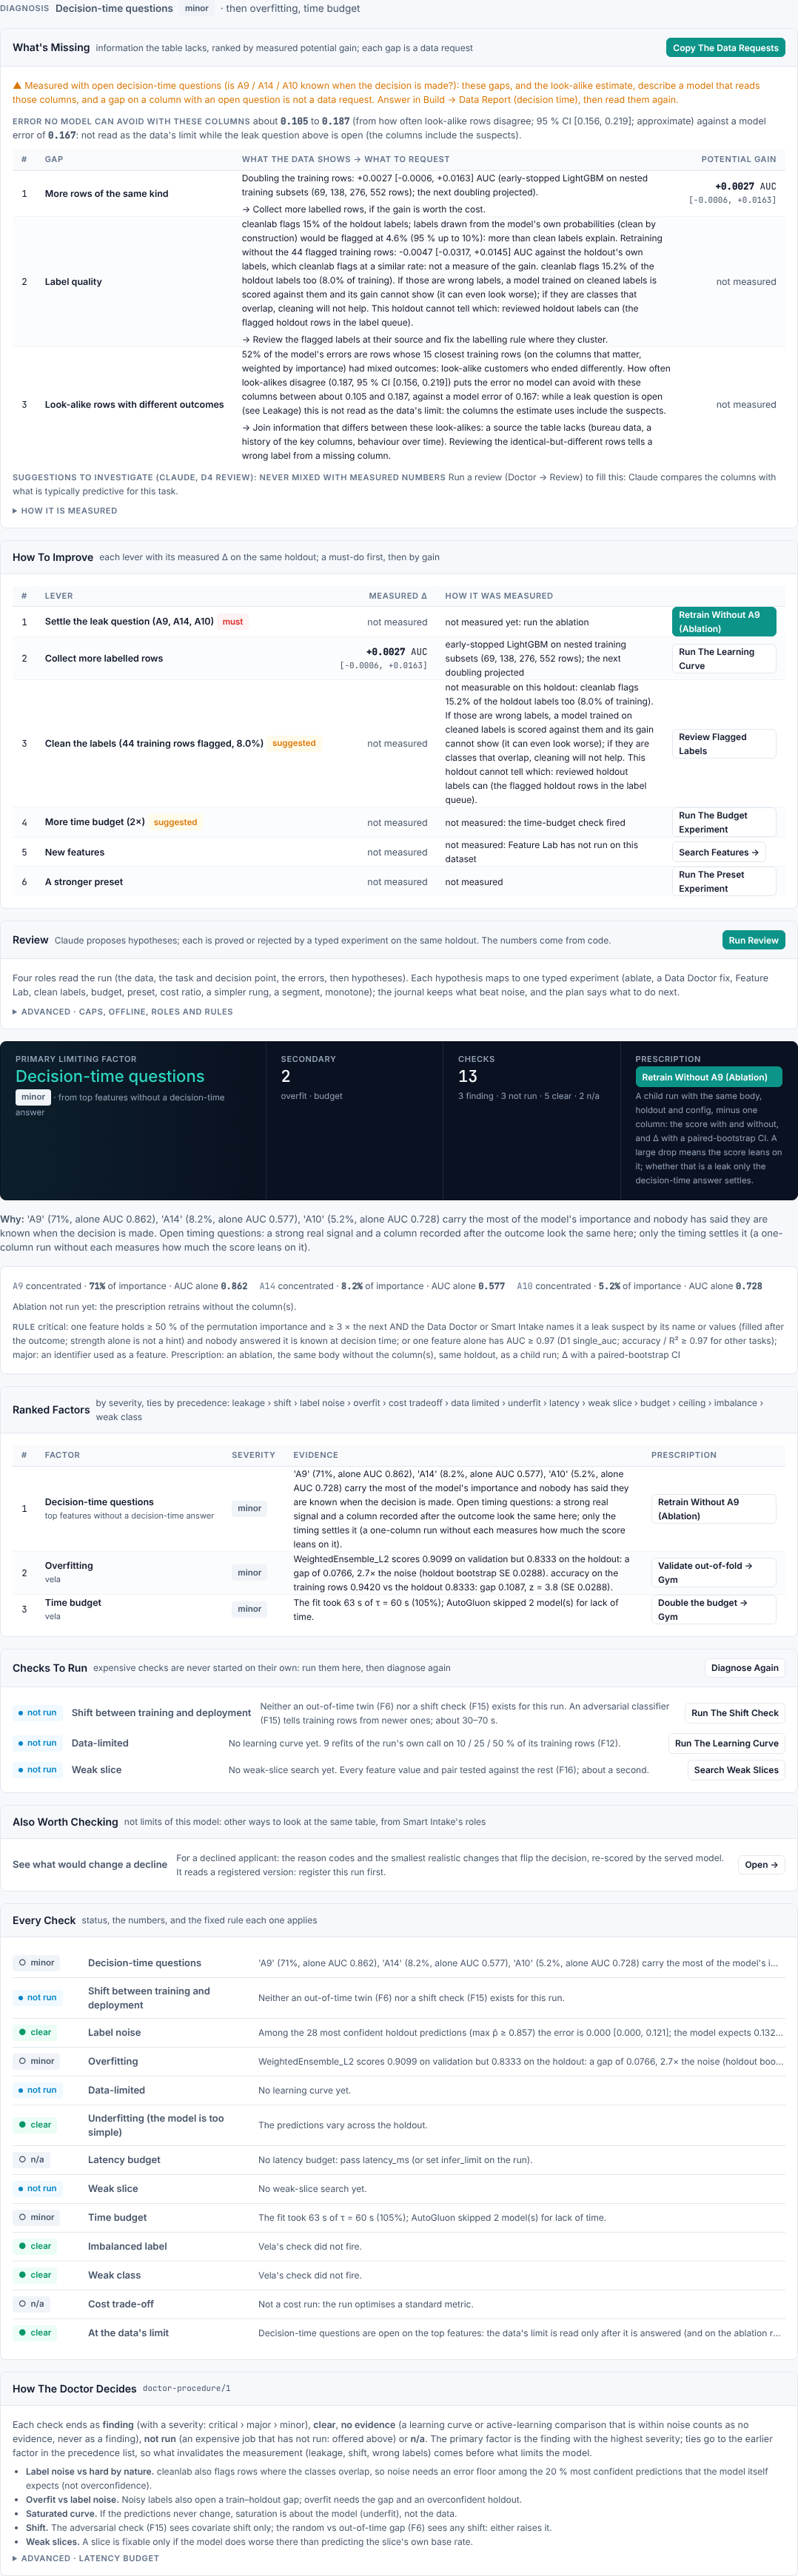 DIAGNOSIS Decision-time questions minor · then overfitting, time budget
What's Missing information the table lacks, ranked by measured potential gain; each gap is a data request Copy The Data Requests
▲ Measured with open decision-time questions (is A9 / A14 / A10 known when the decision is made?): these gaps, and the look-alike estimate, describe a model that reads
those columns, and a gap on a column with an open question is not a data request. Answer in Build → Data Report (decision time), then read them again.
ERROR NO MODEL CAN AVOID WITH THESE COLUMNS about 0.105 to 0.187 (from how often look-alike rows disagree; 95 % CI [0.156, 0.219]; approximate) against a model
error of 0.167: not read as the data's limit while the leak question above is open (the columns include the suspects).
# GAP WHAT THE DATA SHOWS → WHAT TO REQUEST POTENTIAL GAIN
1 More rows of the same kind
Doubling the training rows: +0.0027 [-0.0006, +0.0163] AUC (early-stopped LightGBM on nested
training subsets (69, 138, 276, 552 rows); the next doubling projected).
→ Collect more labelled rows, if the gain is worth the cost.
+0.0027 AUC
[-0.0006, +0.0163]
2 Label quality
cleanlab flags 15% of the holdout labels; labels drawn from the model's own probabilities (clean by
construction) would be flagged at 4.6% (95 % up to 10%): more than clean labels explain. Retraining
without the 44 flagged training rows: -0.0047 [-0.0317, +0.0145] AUC against the holdout's own
labels, which cleanlab flags at a similar rate: not a measure of the gain. cleanlab flags 15.2% of the
holdout labels too (8.0% of training). If those are wrong labels, a model trained on cleaned labels is
scored against them and its gain cannot show (it can even look worse); if they are classes that
overlap, cleaning will not help. This holdout cannot tell which: reviewed holdout labels can (the
flagged holdout rows in the label queue).
→ Review the flagged labels at their source and fix the labelling rule where they cluster.
not measured
3 Look-alike rows with different outcomes
52% of the model's errors are rows whose 15 closest training rows (on the columns that matter,
weighted by importance) had mixed outcomes: look-alike customers who ended differently. How often
look-alikes disagree (0.187, 95 % CI [0.156, 0.219]) puts the error no model can avoid with these
columns between about 0.105 and 0.187, against a model error of 0.167: while a leak question is open
(see Leakage) this is not read as the data's limit: the columns the estimate uses include the suspects.
→ Join information that differs between these look-alikes: a source the table lacks (bureau data, a
history of the key columns, behaviour over time). Reviewing the identical-but-different rows tells a
wrong label from a missing column.
not measured
SUGGESTIONS TO INVESTIGATE (CLAUDE, D4 REVIEW): NEVER MIXED WITH MEASURED NUMBERS Run a review (Doctor → Review) to fill this: Claude compares the columns with
what is typically predictive for this task.
▸ HOW IT IS MEASURED
How To Improve each lever with its measured Δ on the same holdout; a must-do first, then by gain
# LEVER MEASURED Δ HOW IT WAS MEASURED
1 Settle the leak question (A9, A14, A10) must not measured not measured yet: run the ablation
Retrain Without A9
(Ablation)
2 Collect more labelled rows
+0.0027 AUC
[-0.0006, +0.0163]
early-stopped LightGBM on nested training
subsets (69, 138, 276, 552 rows); the next
doubling projected
Run The Learning
Curve
3 Clean the labels (44 training rows flagged, 8.0%) suggested not measured
not measurable on this holdout: cleanlab flags
15.2% of the holdout labels too (8.0% of training).
If those are wrong labels, a model trained on
cleaned labels is scored against them and its gain
cannot show (it can even look worse); if they are
classes that overlap, cleaning will not help. This
holdout cannot tell which: reviewed holdout
labels can (the flagged holdout rows in the label
queue).
Review Flagged
Labels
4 More time budget (2×) suggested not measured not measured: the time-budget check fired
Run The Budget
Experiment
5 New features not measured
not measured: Feature Lab has not run on this
dataset
Search Features →
6 A stronger preset not measured not measured
Run The Preset
Experiment
Review Claude proposes hypotheses; each is proved or rejected by a typed experiment on the same holdout. The numbers come from code. Run Review
Four roles read the run (the data, the task and decision point, the errors, then hypotheses). Each hypothesis maps to one typed experiment (ablate, a Data Doctor fix, Feature
Lab, clean labels, budget, preset, cost ratio, a simpler rung, a segment, monotone); the journal keeps what beat noise, and the plan says what to do next.
▸ ADVANCED · CAPS, OFFLINE, ROLES AND RULES
PRIMARY LIMITING FACTOR
Decision-time questions
minor · from top features without a decision-time
answer
SECONDARY
2
overfit · budget
CHECKS
13
3 finding · 3 not run · 5 clear · 2 n/a
PRESCRIPTION
Retrain Without A9 (Ablation)
A child run with the same body,
holdout and config, minus one
column: the score with and without,
and Δ with a paired-bootstrap CI. A
large drop means the score leans on
it; whether that is a leak only the
decision-time answer settles.
Why: 'A9' (71%, alone AUC 0.862), 'A14' (8.2%, alone AUC 0.577), 'A10' (5.2%, alone AUC 0.728) carry the most of the model's importance and nobody has said they are
known when the decision is made. Open timing questions: a strong real signal and a column recorded after the outcome look the same here; only the timing settles it (a one-
column run without each measures how much the score leans on it).
A9 concentrated · 71% of importance · AUC alone 0.862 A14 concentrated · 8.2% of importance · AUC alone 0.577 A10 concentrated · 5.2% of importance · AUC alone 0.728
Ablation not run yet: the prescription retrains without the column(s).
RULE critical: one feature holds ≥ 50 % of the permutation importance and ≥ 3 × the next AND the Data Doctor or Smart Intake names it a leak suspect by its name or values (filled after
the outcome; strength alone is not a hint) and nobody answered it is known at decision time; or one feature alone has AUC ≥ 0.97 (D1 single_auc; accuracy / R² ≥ 0.97 for other tasks);
major: an identifier used as a feature. Prescription: an ablation, the same body without the column(s), same holdout, as a child run; Δ with a paired-bootstrap CI
Ranked Factors
by severity, ties by precedence: leakage › shift › label noise › overfit › cost tradeoff › data limited › underfit › latency › weak slice › budget › ceiling › imbalance ›
weak class
# FACTOR SEVERITY EVIDENCE PRESCRIPTION
1 Decision-time questions
top features without a decision-time answer
minor
'A9' (71%, alone AUC 0.862), 'A14' (8.2%, alone AUC 0.577), 'A10' (5.2%, alone
AUC 0.728) carry the most of the model's importance and nobody has said they
are known when the decision is made. Open timing questions: a strong real
signal and a column recorded after the outcome look the same here; only the
timing settles it (a one-column run without each measures how much the score
leans on it).
Retrain Without A9
(Ablation)
2 Overfitting
vela
minor
WeightedEnsemble_L2 scores 0.9099 on validation but 0.8333 on the holdout: a
gap of 0.0766, 2.7× the noise (holdout bootstrap SE 0.0288). accuracy on the
training rows 0.9420 vs the holdout 0.8333: gap 0.1087, z = 3.8 (SE 0.0288).
Validate out-of-fold →
Gym
3 Time budget
vela
minor
The fit took 63 s of τ = 60 s (105%); AutoGluon skipped 2 model(s) for lack of
time.
Double the budget →
Gym
Checks To Run expensive checks are never started on their own: run them here, then diagnose again Diagnose Again
not run Shift between training and deployment
Neither an out-of-time twin (F6) nor a shift check (F15) exists for this run. An adversarial classifier
(F15) tells training rows from newer ones; about 30–70 s.
Run The Shift Check
not run Data-limited No learning curve yet. 9 refits of the run's own call on 10 / 25 / 50 % of its training rows (F12). Run The Learning Curve
not run Weak slice No weak-slice search yet. Every feature value and pair tested against the rest (F16); about a second. Search Weak Slices
Also Worth Checking not limits of this model: other ways to look at the same table, from Smart Intake's roles
See what would change a decline
For a declined applicant: the reason codes and the smallest realistic changes that flip the decision, re-scored by the served model.
It reads a registered version: register this run first.
Open →
Every Check status, the numbers, and the fixed rule each one applies
minor Decision-time questions 'A9' (71%, alone AUC 0.862), 'A14' (8.2%, alone AUC 0.577), 'A10' (5.2%, alone AUC 0.728) carry the most of the model's i...
not run Shift between training and
deployment
Neither an out-of-time twin (F6) nor a shift check (F15) exists for this run.
clear Label noise Among the 28 most confident holdout predictions (max p̂ ≥ 0.857) the error is 0.000 [0.000, 0.121]; the model expects 0.132...
minor Overfitting WeightedEnsemble_L2 scores 0.9099 on validation but 0.8333 on the holdout: a gap of 0.0766, 2.7× the noise (holdout boo...
not run Data-limited No learning curve yet.
clear Underfitting (the model is too
simple)
The predictions vary across the holdout.
n/a Latency budget No latency budget: pass latency_ms (or set infer_limit on the run).
not run Weak slice No weak-slice search yet.
minor Time budget The fit took 63 s of τ = 60 s (105%); AutoGluon skipped 2 model(s) for lack of time.
clear Imbalanced label Vela's check did not fire.
clear Weak class Vela's check did not fire.
n/a Cost trade-off Not a cost run: the run optimises a standard metric.
clear At the data's limit Decision-time questions are open on the top features: the data's limit is read only after it is answered (and on the ablation r...
How The Doctor Decides doctor-procedure/1
Each check ends as finding (with a severity: critical › major › minor), clear, no evidence (a learning curve or active-learning comparison that is within noise counts as no
evidence, never as a finding), not run (an expensive job that has not run: offered above) or n/a. The primary factor is the finding with the highest severity; ties go to the earlier
factor in the precedence list, so what invalidates the measurement (leakage, shift, wrong labels) comes before what limits the model.
• Label noise vs hard by nature. cleanlab also flags rows where the classes overlap, so noise needs an error floor among the 20 % most confident predictions that the model itself
expects (not overconfidence).
• Overfit vs label noise. Noisy labels also open a train–holdout gap; overfit needs the gap and an overconfident holdout.
• Saturated curve. If the predictions never change, saturation is about the model (underfit), not the data.
• Shift. The adversarial check (F15) sees covariate shift only; the random vs out-of-time gap (F6) sees any shift: either raises it.
• Weak slices. A slice is fixable only if the model does worse there than predicting the slice's own base rate.
▸ ADVANCED · LATENCY BUDGET